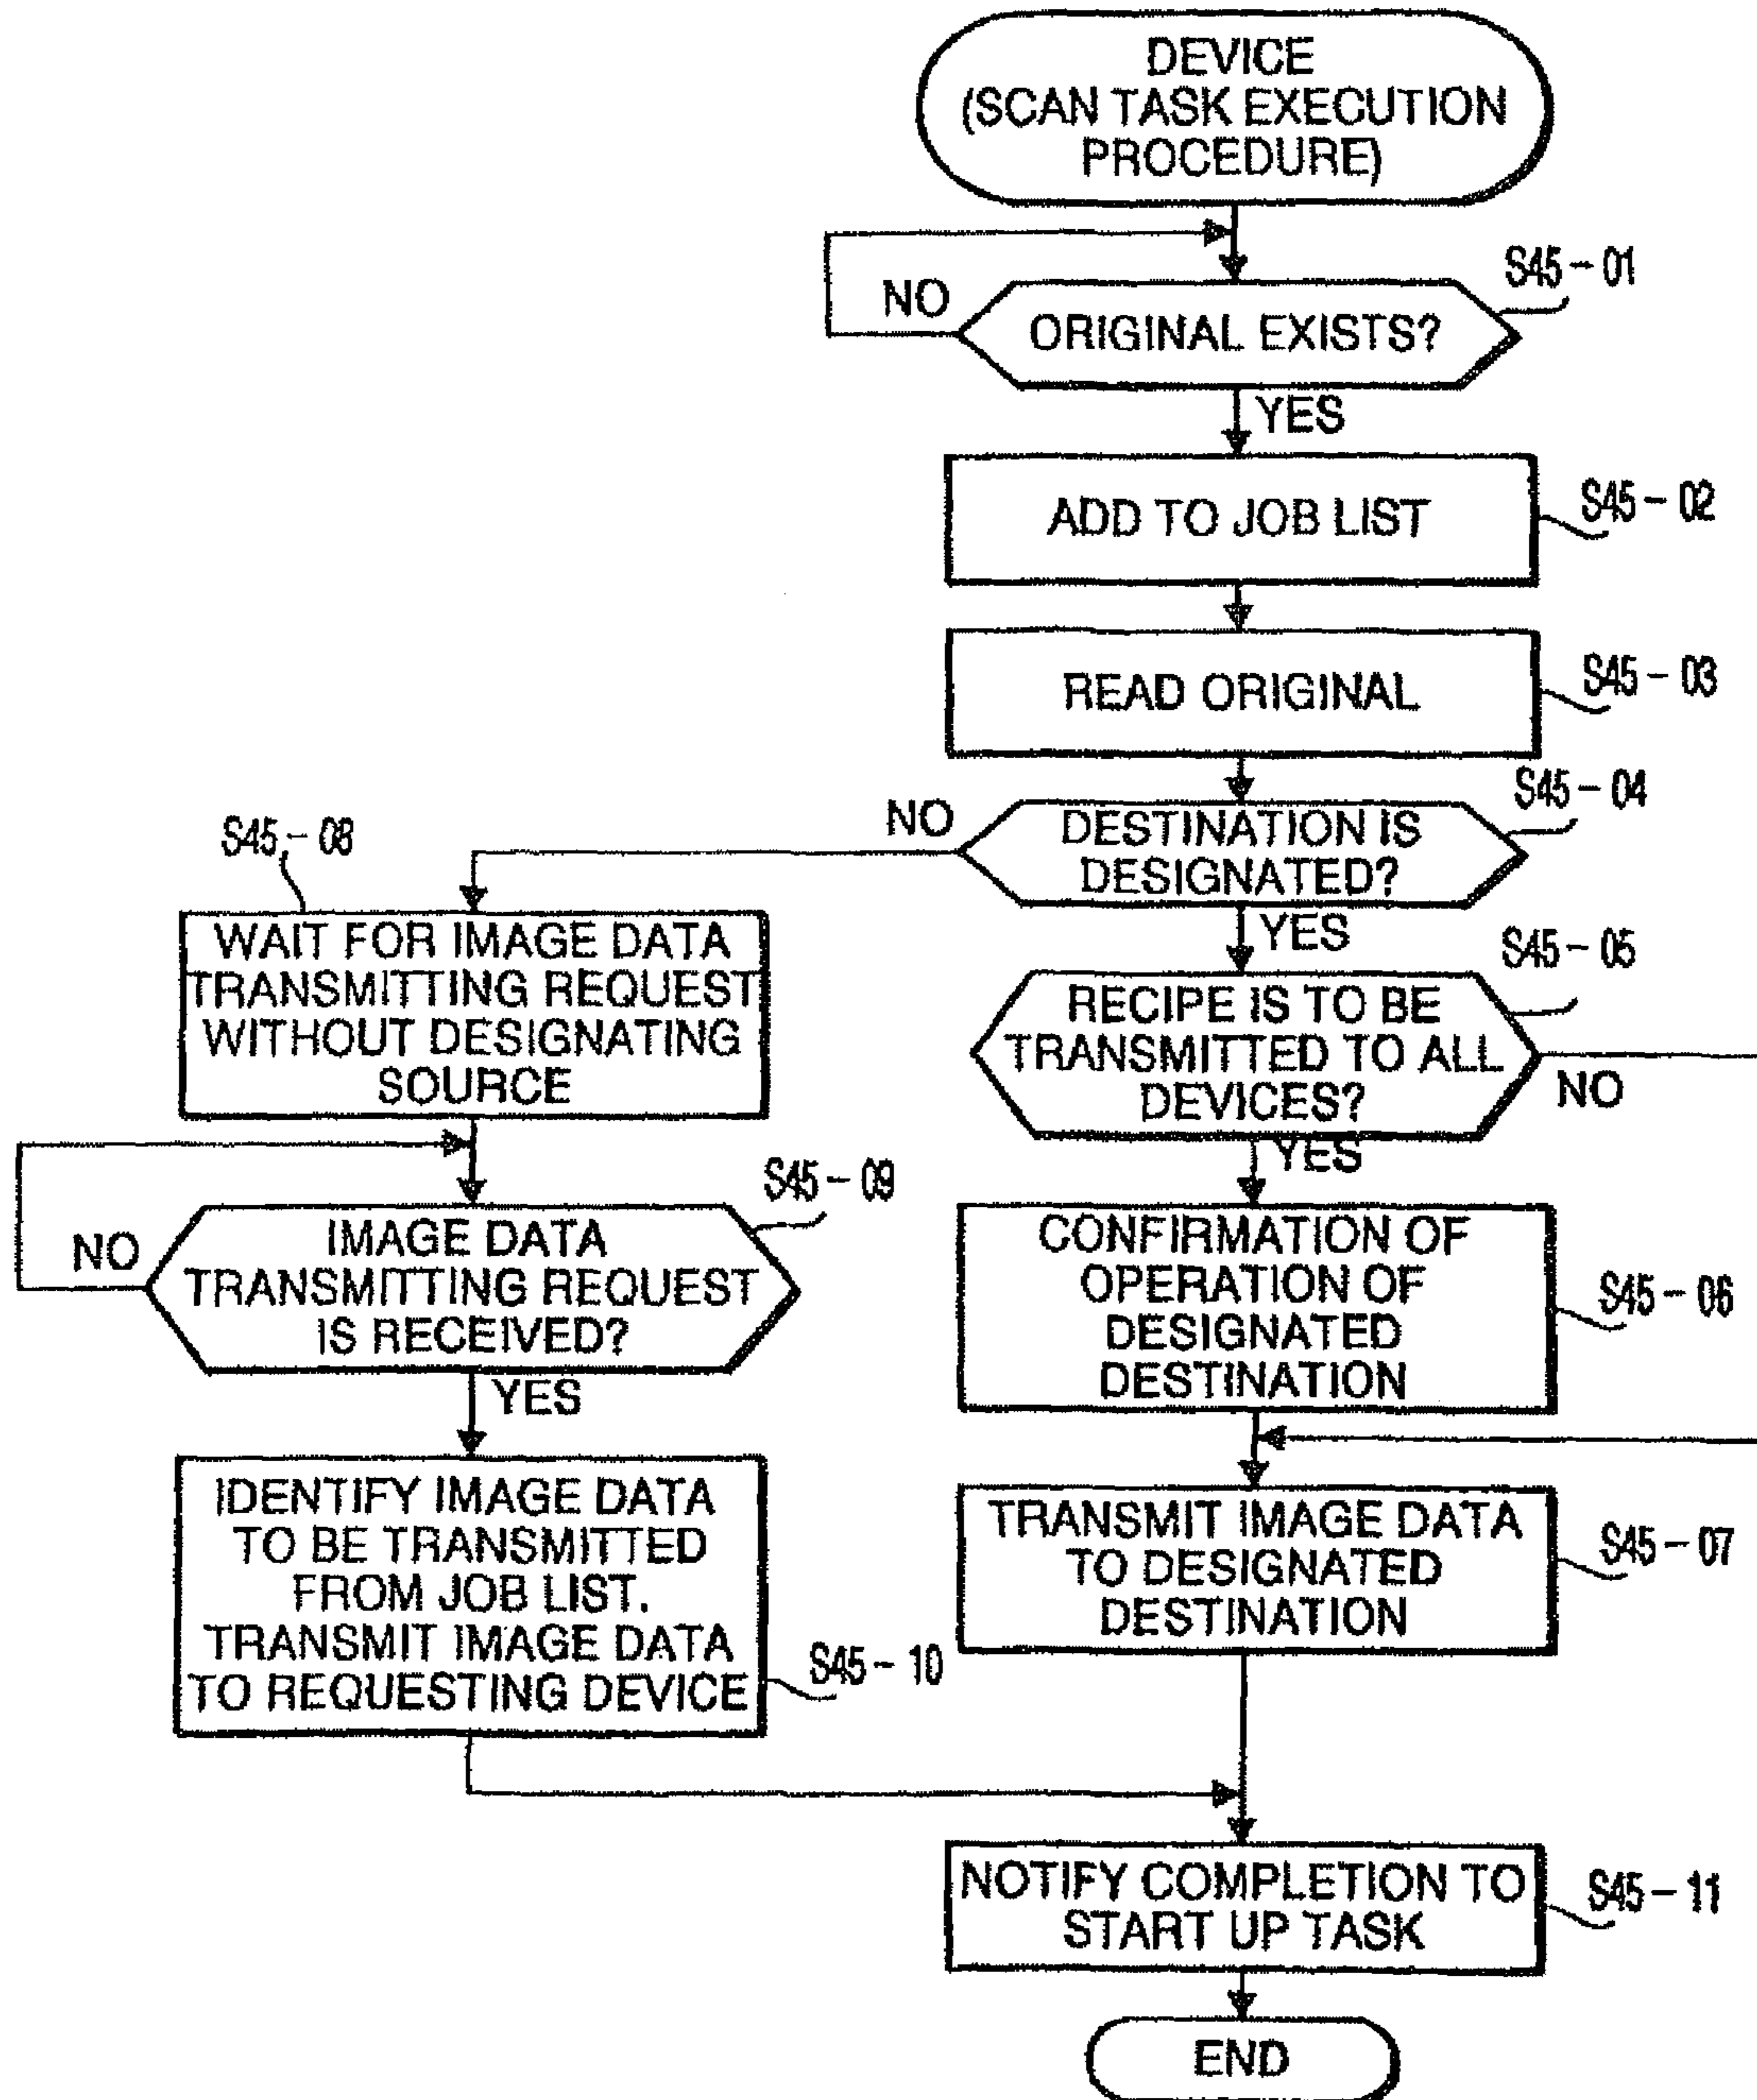 DEVICE
(SCAN TASK EXECUTION
PROCEDURE)
S45-01
NO
ORIGINAL EXISTS?
YES
ADD TO JOB LIST
S45-02
READ ORIGINAL
S45-03
S45-04
NO
DESTINATION IS
DESIGNATED?
YES
S45-08
WAIT FOR IMAGE DATA
TRANSMITTING REQUEST
WITHOUT DESIGNATING
SOURCE
S45-05
RECIPE IS TO BE
TRANSMITTED TO ALL
DEVICES?
NO
YES
S45-09
NO
IMAGE DATA
TRANSMITTING REQUEST
IS RECEIVED?
YES
CONFIRMATION OF
OPERATION OF
DESIGNATED
DESTINATION
S45-06
IDENTIFY IMAGE DATA
TO BE TRANSMITTED
FROM JOB LIST.
TRANSMIT IMAGE DATA
TO REQUESTING DEVICE
S45-10
TRANSMIT IMAGE DATA
TO DESIGNATED
DESTINATION
S45-07
NOTIFY COMPLETION TO
START UP TASK
S45-11
END